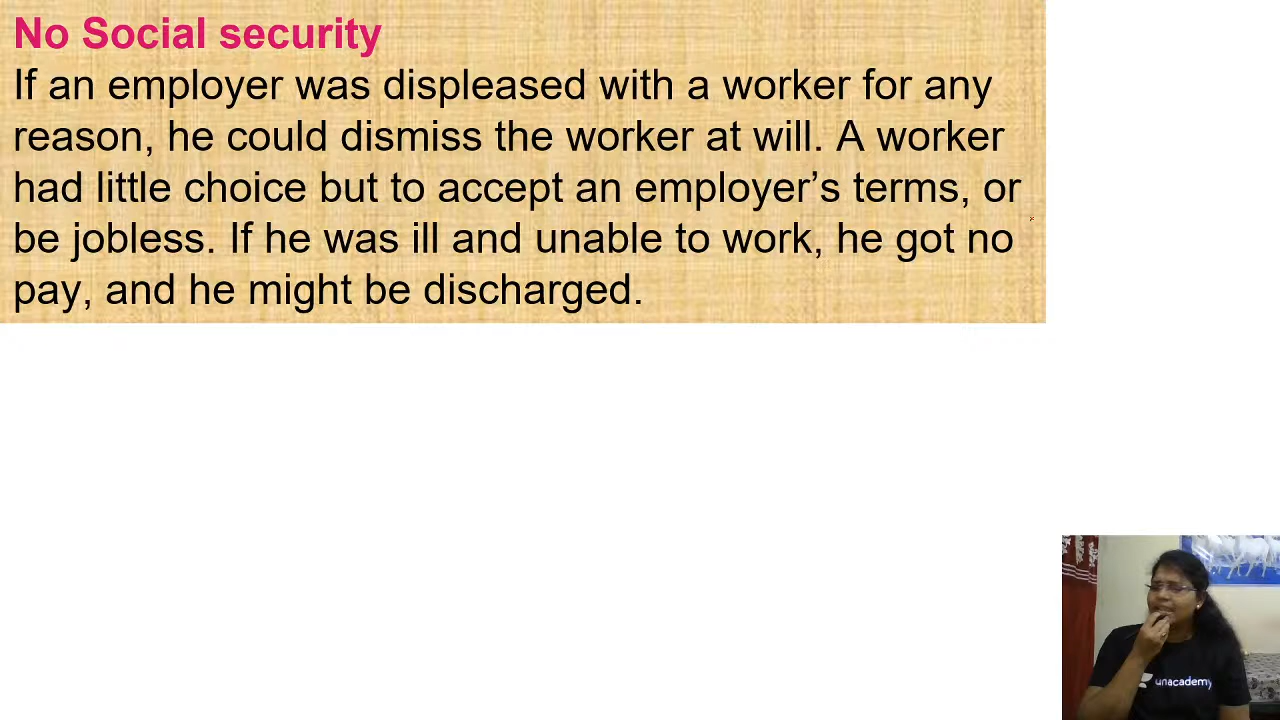 No Social security
If an employer was displeased with a worker for any
reason, he could dismiss the worker at will. A worker
had little choice but to accept an employer’s terms, or
be jobless. If he was ill and unable to work, he got no
pay, and he might be discharged.
unacademy